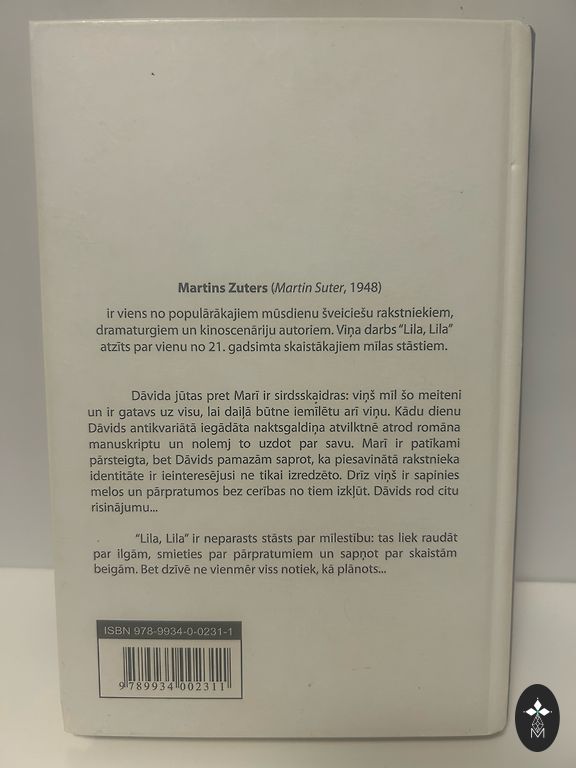 Martins Zuters (Martin Suter, 1948)
ir viens no populārākajiem mūsdienu šveiciešu rakstniekiem,
dramaturgiem un kinoscenāriju autoriem. Viņa darbs “Lila, Lila”
atzīts par vienu no 21. gadsimta skaistākajiem mīlas stāstiem.
Dāvida jūtas pret Marī ir sirdsskaidras: viņš mīl šo meiteni
un ir gatavs uz visu, lai daiļā būtne iemīlētu arī viņu. Kādu dienu
Dāvids antikvariātā iegādāta naktsgaldiņa atvilktnē atrod romāna
manuskriptu un nolemj to uzdot par savu. Marī ir patīkami
pārsteigta, bet Dāvids pamazām saprot, ka piesavinātā rakstnieka
identitāte ir ieinteresējusi ne tikai izredzēto. Drīz viņš ir sapinies
melos un pārpratumos bez cerības no tiem izkļūt. Dāvids rod citu
risinājumu...
“Lila, Lila” ir neparasts stāsts par mīlestību: tas liek raudāt
par ilgām, smieties par pārpratumiem un sapņot par skaistām
beigām. Bet dzīvē ne vienmēr viss notiek, kā plānots...
ISBN 978-9934-0-0231-1
9 789934 002311